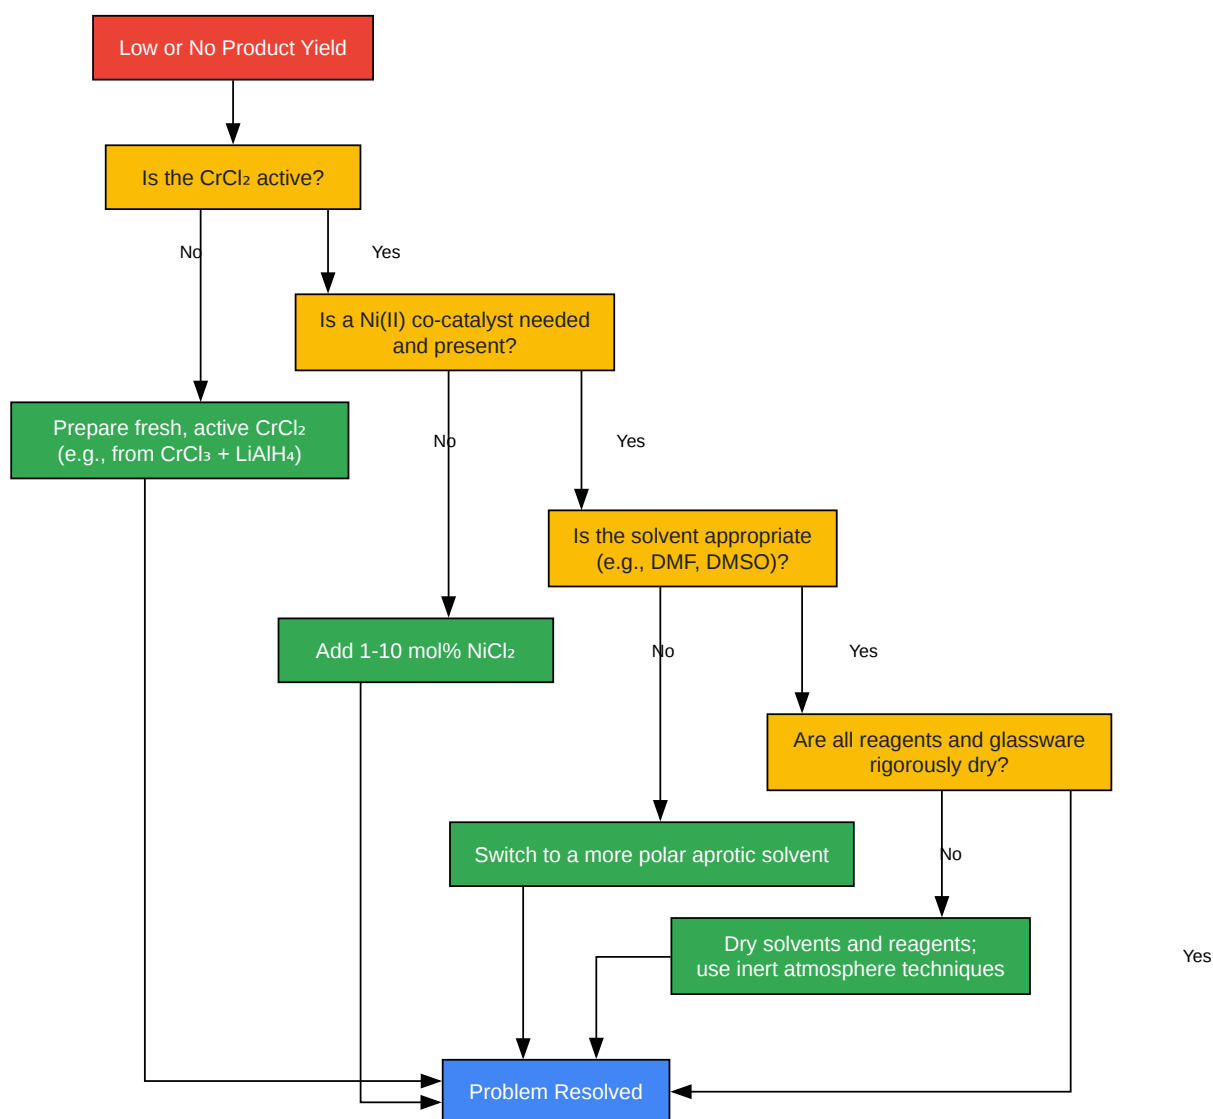 Low or No Product Yield
Is the CrCl₂ active?
No
Yes
Is a Ni(II) co-catalyst needed
and present?
Prepare fresh, active CrCl₂
(e.g., from CrCl₃ + LiAlH₄)
No
Yes
Is the solvent appropriate
(e.g., DMF, DMSO)?
Add 1-10 mol% NiCl₂
No
Yes
Are all reagents and glassware
rigorously dry?
Switch to a more polar aprotic solvent
No
Dry solvents and reagents;
use inert atmosphere techniques
Yes
Problem Resolved